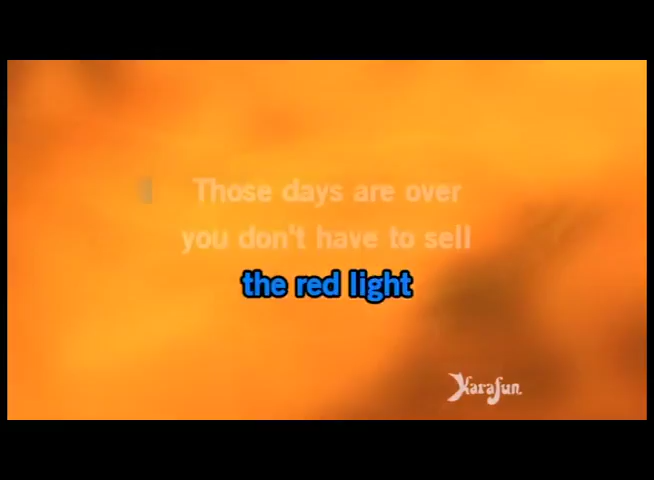 Those days are over
you don't have to sell
the red light
Karafun